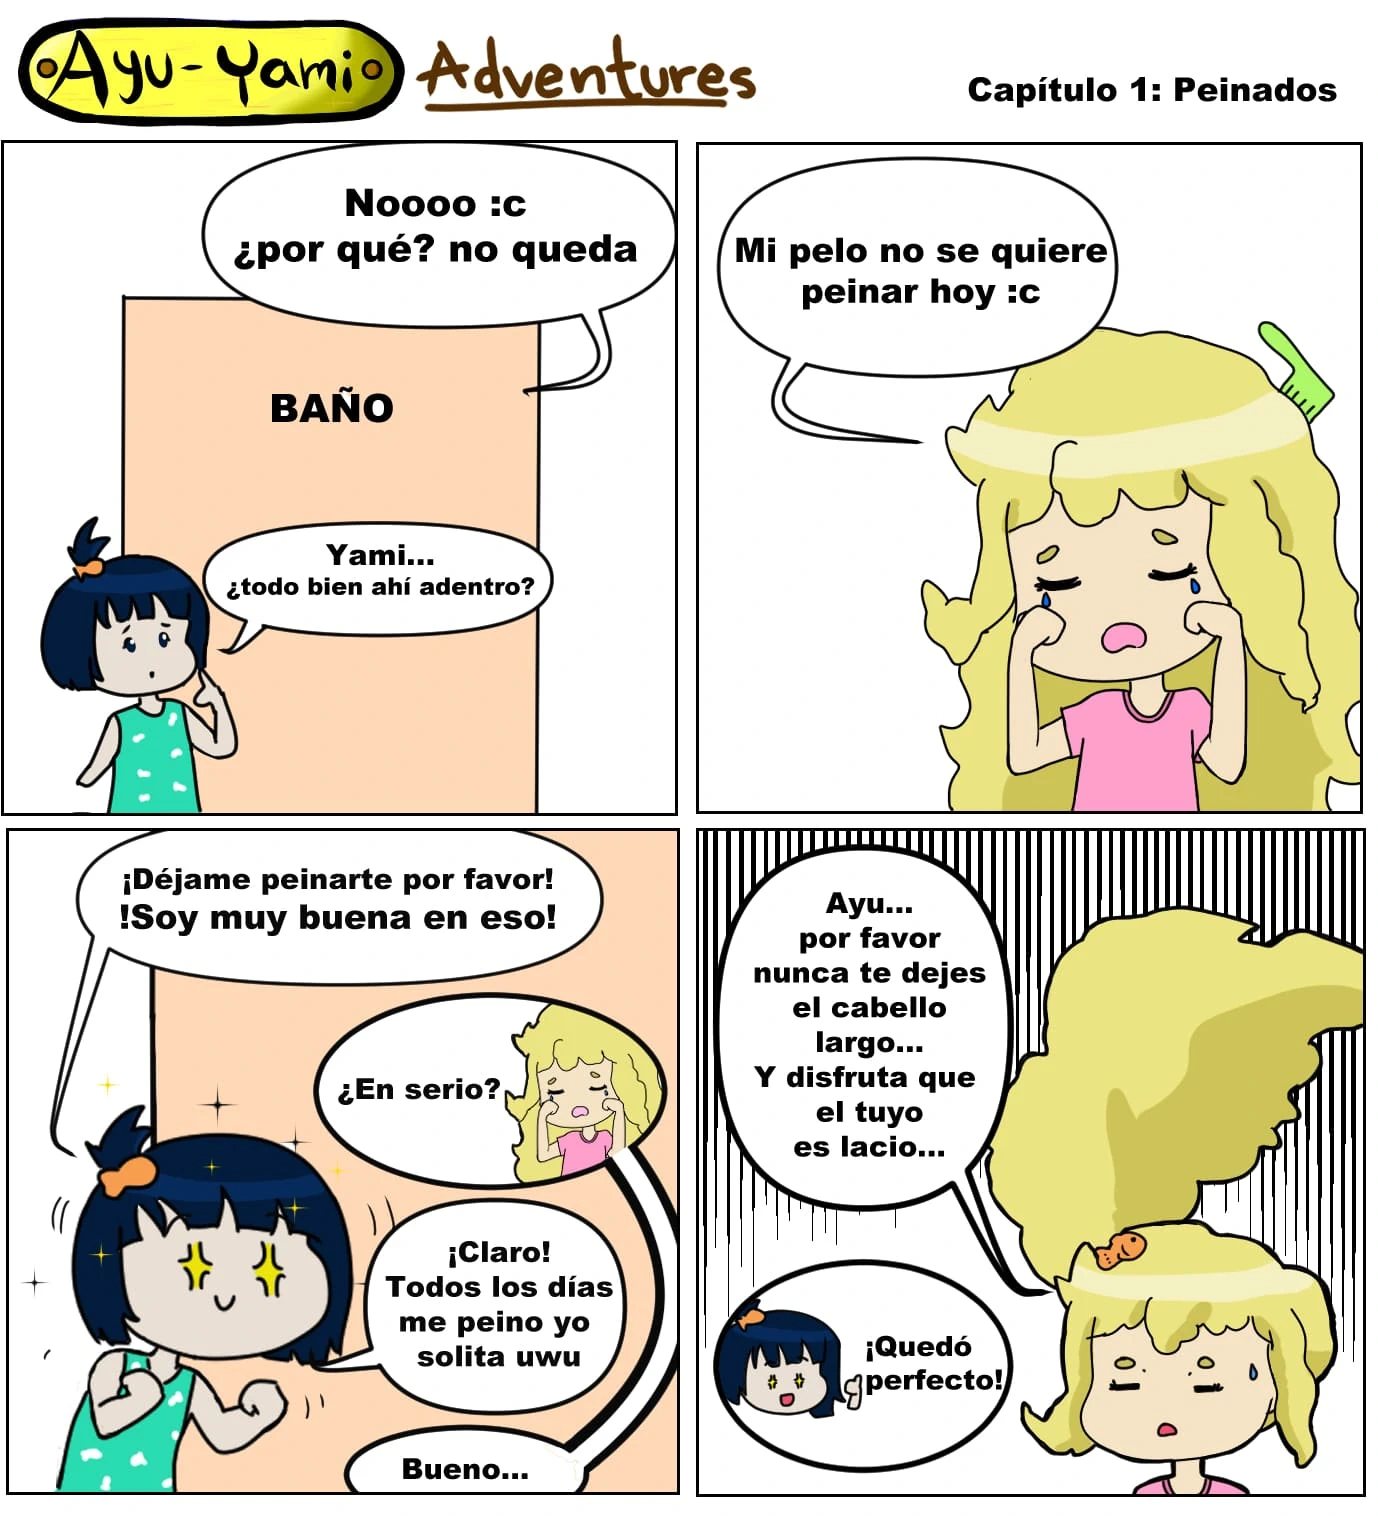 Ayu-Yami Adventures
Capítulo 1: Peinados
Noooo :c
¿por qué? no queda
BAÑO
Yami...
¿todo bien ahí adentro?
Mi pelo no se quiere
peinar hoy :c
¡Déjame peinarte por favor!
!Soy muy buena en eso!
¿En serio?
¡Claro!
Todos los días
me peino yo
solita uwu
Bueno...
Ayu...
por favor
nunca te dejes
el cabello
largo...
Y disfruta que
el tuyo
es lacio...
¡Quedó
perfecto!